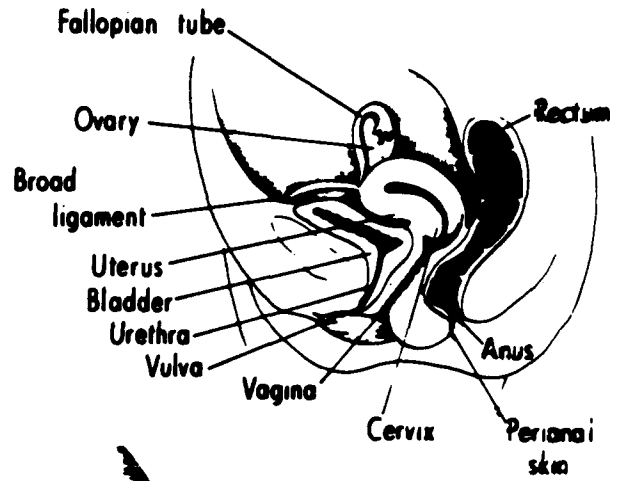 Fallopian tube
Ovary
Rectum
Broad
ligament
Uterus
Bladder
Urethra
Vulva
Vagina
Anus
Cervix
Perianal
skin